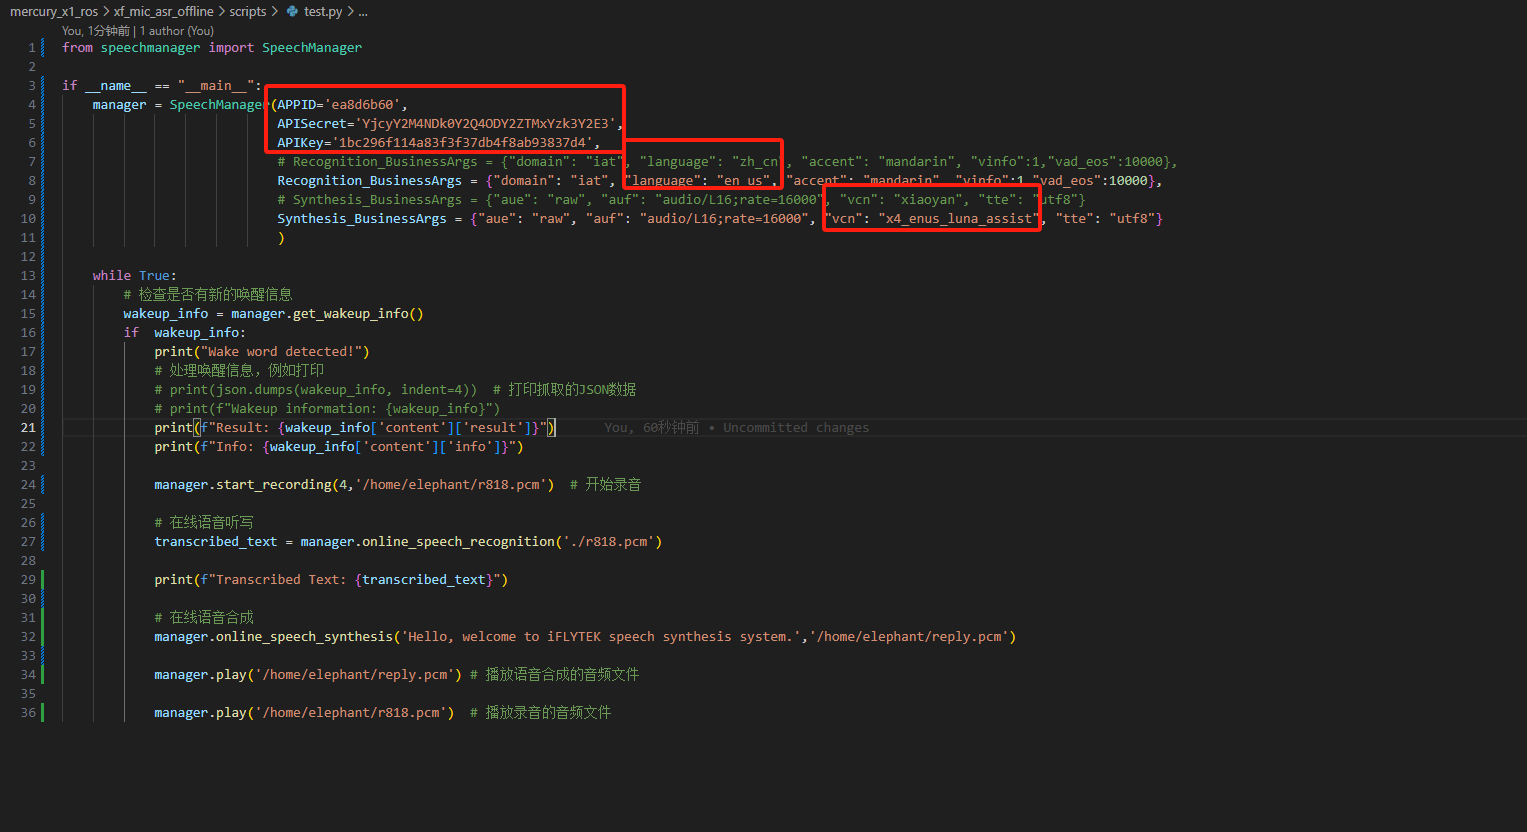 mercury_x1_ros > xf_mic_asr_offline > scripts > test.py > ...
You, 1分钟前 | 1 author (You)
1 from speechmanager import SpeechManager
2
3 if __name__ == "__main__":
4 manager = SpeechManager(APPID='ea8d6b60',
5 APISecret='YjcyY2M4NDk0Y2Q4ODY2ZTMxYzk3Y2E3',
6 APIKey='1bc296f114a83f3f37db4f8ab93837d4',
7 # Recognition_BusinessArgs = {"domain": "iat", "language": "zh_cn", "accent": "mandarin", "vinfo":1,"vad_eos":10000},
8 Recognition_BusinessArgs = {"domain": "iat", "language": "en_us", "accent": "mandarin", "vinfo":1,"vad_eos":10000},
9 # Synthesis_BusinessArgs = {"aue": "raw", "auf": "audio/L16;rate=16000", "vcn": "xiaoyan", "tte": "utf8"}
10 Synthesis_BusinessArgs = {"aue": "raw", "auf": "audio/L16;rate=16000", "vcn": "x4_enus_luna_assist", "tte": "utf8"}
11 )
12
13 while True:
14 # 检查是否有新的唤醒信息
15 wakeup_info = manager.get_wakeup_info()
16 if  wakeup_info:
17 print("Wake word detected!")
18 # 处理唤醒信息，例如打印
19 # print(json.dumps(wakeup_info, indent=4))  # 打印抓取的JSON数据
20 # print(f"Wakeup information: {wakeup_info}")
21 print(f"Result: {wakeup_info['content']['result']}") You, 60秒钟前 • Uncommitted changes
22 print(f"Info: {wakeup_info['content']['info']}")
23
24 manager.start_recording(4,'/home/elephant/r818.pcm')  # 开始录音
25
26 # 在线语音听写
27 transcribed_text = manager.online_speech_recognition('./r818.pcm')
28
29 print(f"Transcribed Text: {transcribed_text}")
30
31 # 在线语音合成
32 manager.online_speech_synthesis('Hello, welcome to iFLYTEK speech synthesis system.','/home/elephant/reply.pcm')
33
34 manager.play('/home/elephant/reply.pcm') # 播放语音合成的音频文件
35
36 manager.play('/home/elephant/r818.pcm')  # 播放录音的音频文件